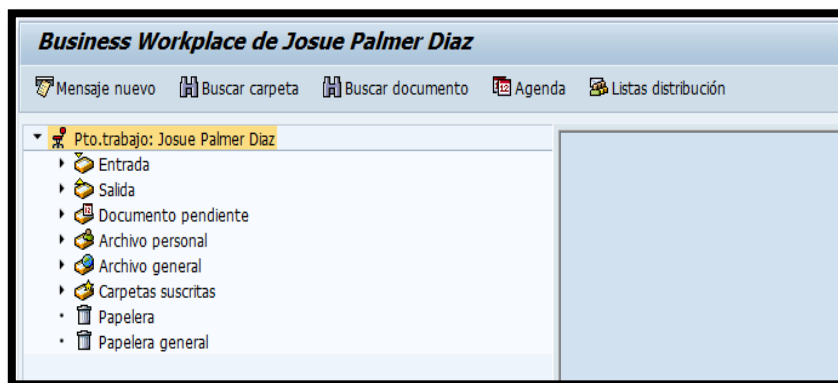 Business Workplace de Josue Palmer Diaz
Mensaje nuevo Buscar carpeta Buscar documento 12 Agenda Listas distribución
Pto.trabajo: Josue Palmer Diaz
Entrada
Salida
Documento pendiente
Archivo personal
Archivo general
Carpetas suscritas
Papelera
Papelera general